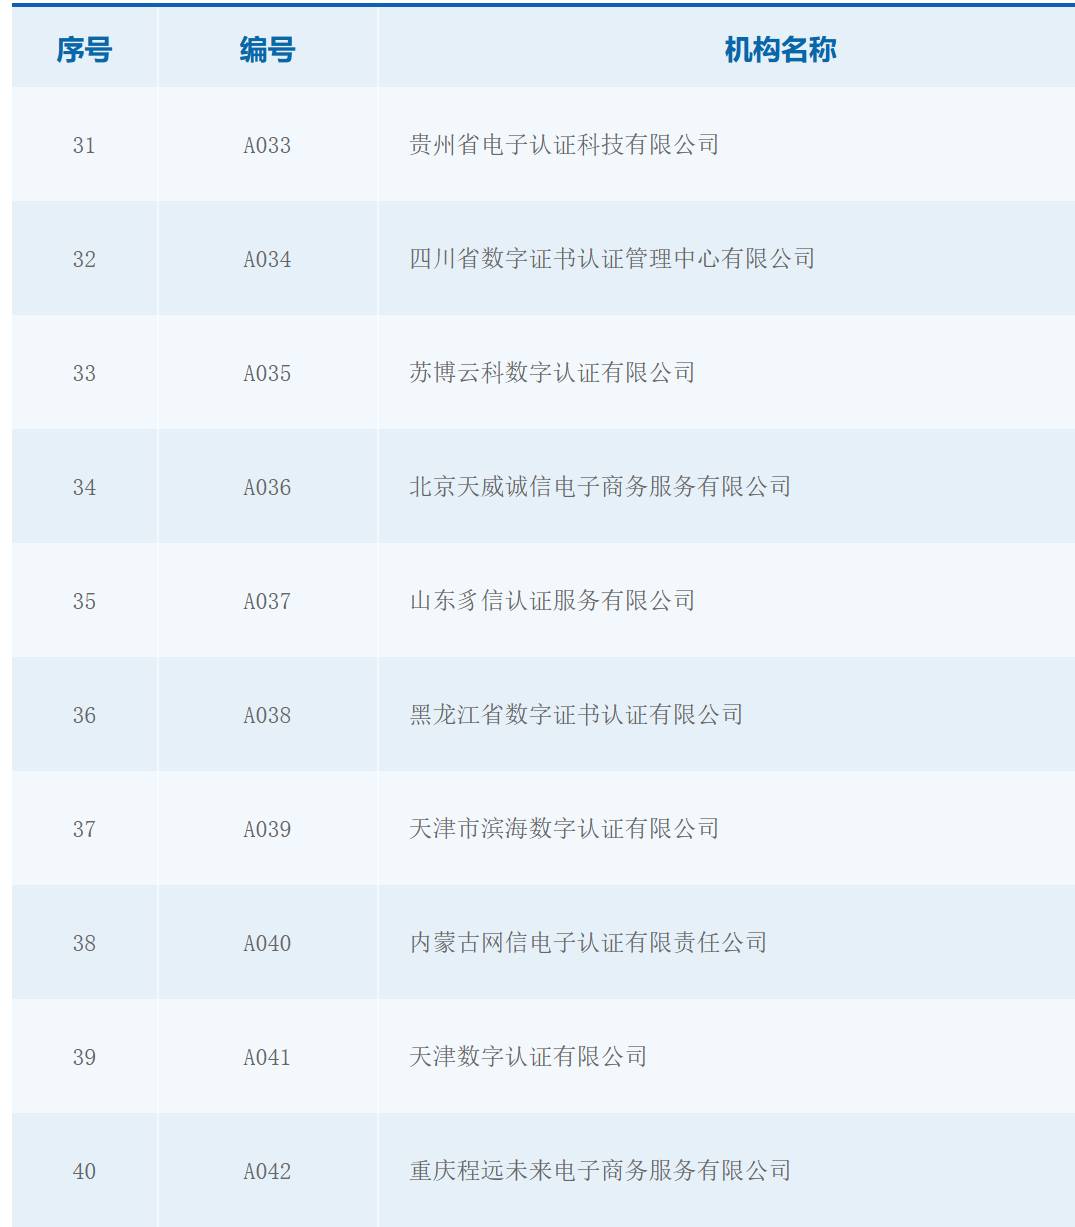 序号 编号 机构名称
31 A033 贵州省电子认证科技有限公司
32 A034 四川省数字证书认证管理中心有限公司
33 A035 苏博云科数字认证有限公司
34 A036 北京天威诚信电子商务服务有限公司
35 A037 山东豸信认证服务有限公司
36 A038 黑龙江省数字证书认证有限公司
37 A039 天津市滨海数字认证有限公司
38 A040 内蒙古网信电子认证有限责任公司
39 A041 天津数字认证有限公司
40 A042 重庆程远未来电子商务服务有限公司